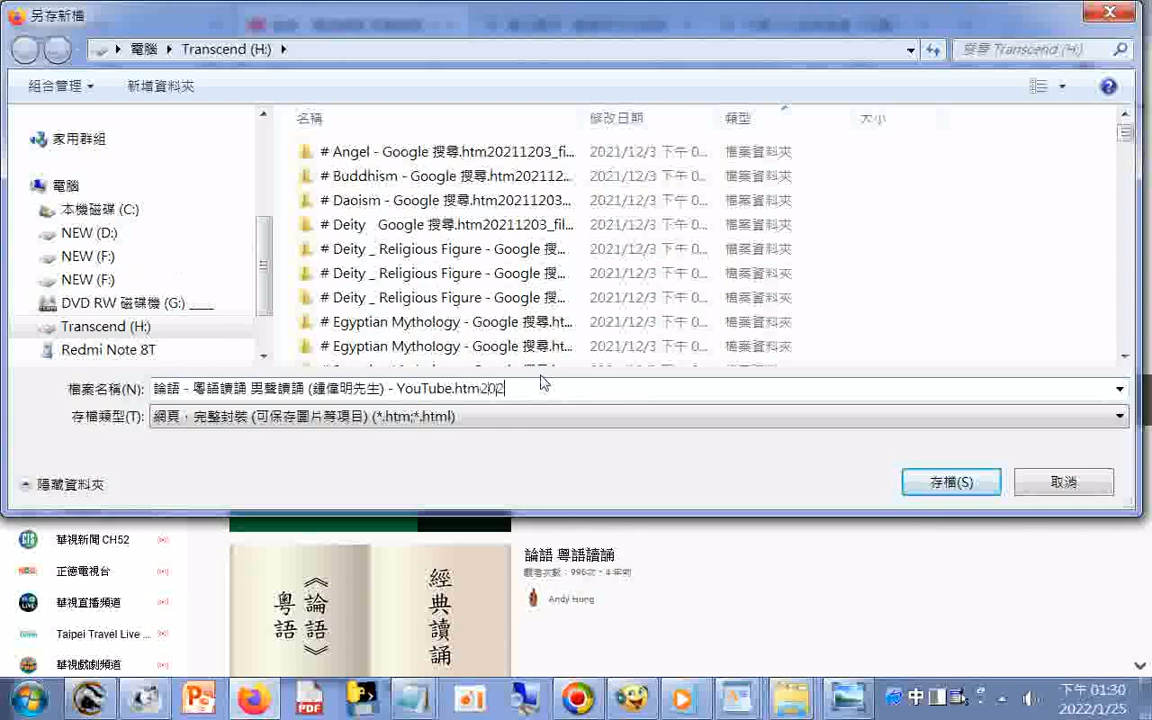 另存新檔
電腦 Transcend (H:)
搜尋 Transcend (H:)
組合管理
新增資料夾
名稱 修改日期 類型 大小
家用群組
電腦
本機磁碟 (C:)
NEW (D:)
NEW (F:)
NEW (F:)
DVD RW 磁碟機 (G:) ____
Transcend (H:)
Redmi Note 8T
# Angel - Google 搜尋.htm20211203_fi... 2021/12/3 下午 0... 檔案資料夾
# Buddhism - Google 搜尋.htm202112... 2021/12/3 下午 0... 檔案資料夾
# Daoism - Google 搜尋.htm20211203... 2021/12/3 下午 0... 檔案資料夾
# Deity Google 搜尋.htm20211203_fil... 2021/12/3 下午 0... 檔案資料夾
# Deity _ Religious Figure - Google 搜... 2021/12/3 下午 0... 檔案資料夾
# Deity _ Religious Figure - Google 搜... 2021/12/3 下午 0... 檔案資料夾
# Deity _ Religious Figure - Google 搜... 2021/12/3 下午 0... 檔案資料夾
# Egyptian Mythology - Google 搜尋.ht... 2021/12/3 下午 0... 檔案資料夾
# Egyptian Mythology - Google 搜尋.ht... 2021/12/3 下午 0... 檔案資料夾
檔案名稱(N): 論語 - 粵語讀誦 男聲讀誦 (鐘偉明先生) - YouTube.htm202
存檔類型(T): 網頁，完整封裝 (可保存圖片等項目) (*.htm;*.html)
隱藏資料夾
存檔(S)
取消
華視新聞 CH52
正德電視台
華視直播頻道
Taipei Travel Live ...
華視戲劇頻道
經典讀誦
《論語》
粵語
論語 粵語讀誦
觀看次數：996次・4 年前
Andy Tsung
中
下午 01:30
2022/1/25